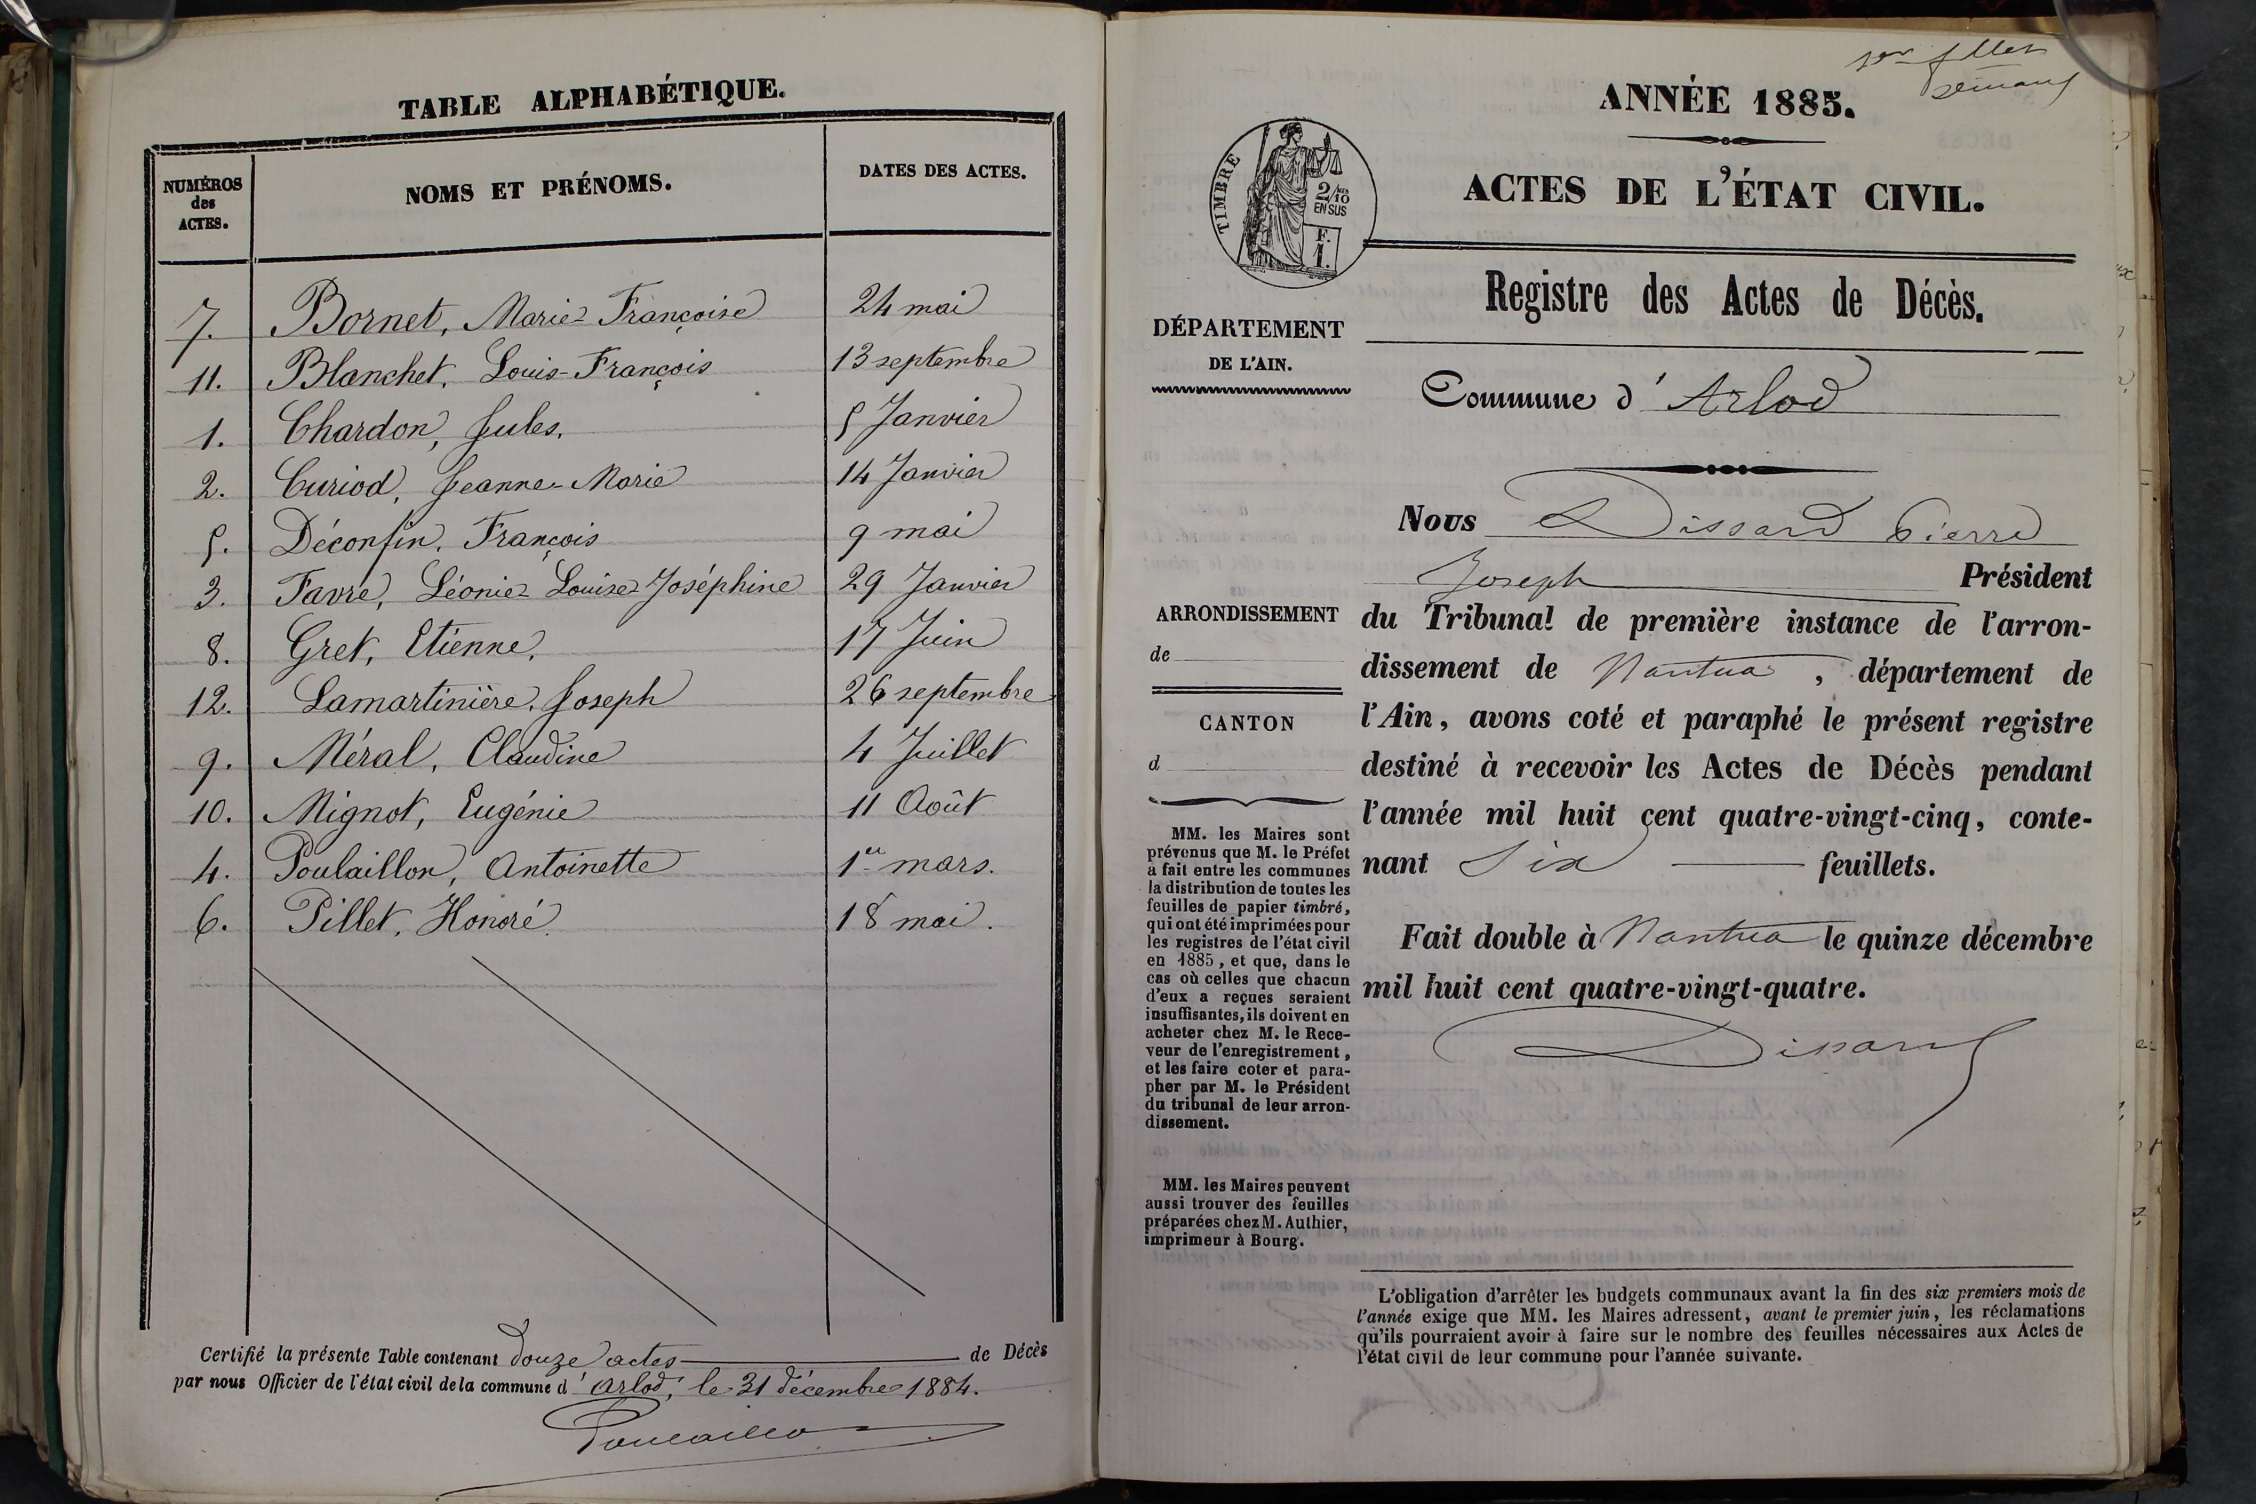 TABLE ALPHABÉTIQUE.
NUMÉROS
des
ACTES.
NOMS ET PRÉNOMS.
DATES DES ACTES.
7. Bornet, Marie-Françoise 24 mai
11. Blanchet, Louis-François 13 septembre
1. Chardon, Jules. 5 Janvier
2. Curiod, Jeanne-Marie 14 Janvier
5. Déconfin, François 9 mai
3. Favre, Léonie-Louise-Joséphine 29 Janvier
8. Gret, Etienne. 17 Juin
12. Lamartinière, Joseph 26 septembre
9. Méral, Claudine 4 Juillet
10. Mignot, Eugénie 11 Août
4. Poulaillon, Antoinette 1er mars.
6. Pillet, Honoré 18 mai.
Certifié la présente Table contenant douze actes de Décès
par nous Officier de l'état civil de la commune d'Arlod, le 31 décembre 1884.
1er fllet
ANNÉE 1885.
ACTES DE L'ÉTAT CIVIL.
TIMBRE
2/10es
EN SUS
F.
1.
Registre des Actes de Décès.
DÉPARTEMENT
DE L'AIN.
Commune d'Arlod
Nous Dissard Pierre
Joseph Président
ARRONDISSEMENT
de
CANTON
d
du Tribunal de première instance de l'arron-
dissement de Nantua, département de
l'Ain, avons coté et paraphé le présent registre
destiné à recevoir les Actes de Décès pendant
l'année mil huit cent quatre-vingt-cinq, conte-
nant Six feuillets.
Fait double à Nantua le quinze décembre
mil huit cent quatre-vingt-quatre.
Dissard
MM. les Maires sont
prévenus que M. le Préfet
a fait entre les communes
la distribution de toutes les
feuilles de papier timbré,
qui ont été imprimées pour
les registres de l'état civil
en 1885, et que, dans le
cas où celles que chacun
d'eux a reçues seraient
insuffisantes, ils doivent en
acheter chez M. le Rece-
veur de l'enregistrement,
et les faire coter et para-
pher par M. le Président
du tribunal de leur arron-
dissement.
MM. les Maires peuvent
aussi trouver des feuilles
préparées chez M. Authier,
imprimeur à Bourg.
L'obligation d'arrêter les budgets communaux avant la fin des six premiers mois de
l'année exige que MM. les Maires adressent, avant le premier juin, les réclamations
qu'ils pourraient avoir à faire sur le nombre des feuilles nécessaires aux Actes de
l'état civil de leur commune pour l'année suivante.